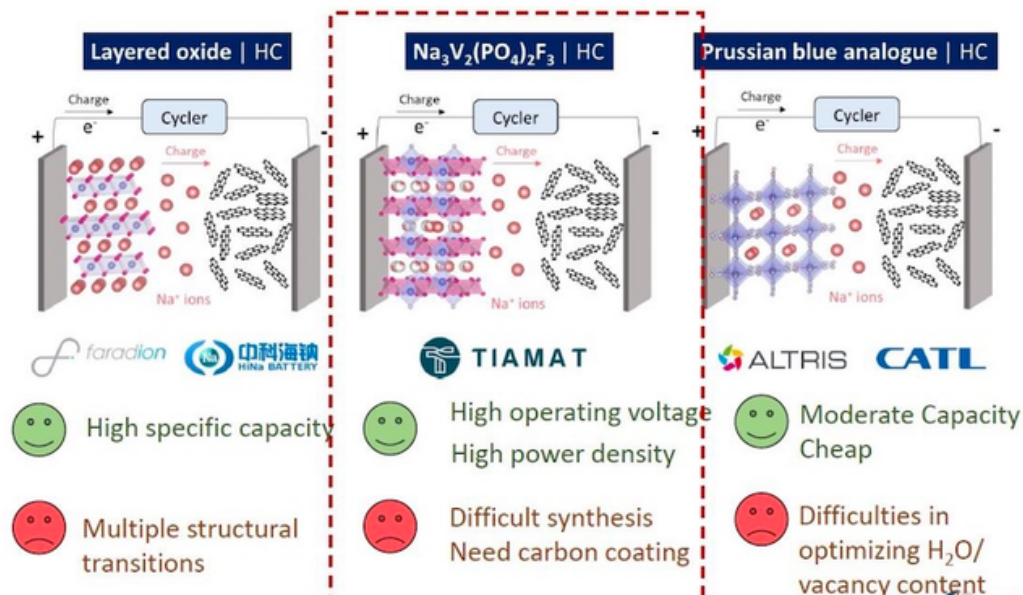 Layered oxide | HC
Charge
e⁻
Cycler
+
-
Charge
Na⁺ ions
faradion
Na
中科海钠
HiNa BATTERY
High specific capacity
Multiple structural
transitions
Na₃V₂(PO₄)₂F₃ | HC
Charge
e⁻
Cycler
+
-
Charge
Na⁺ ions
TIAMAT
High operating voltage
High power density
Difficult synthesis
Need carbon coating
Prussian blue analogue | HC
Charge
e⁻
Cycler
+
-
Charge
Na⁺ ions
ALTRIS
CATL
Moderate Capacity
Cheap
Difficulties in
optimizing H₂O/
vacancy content